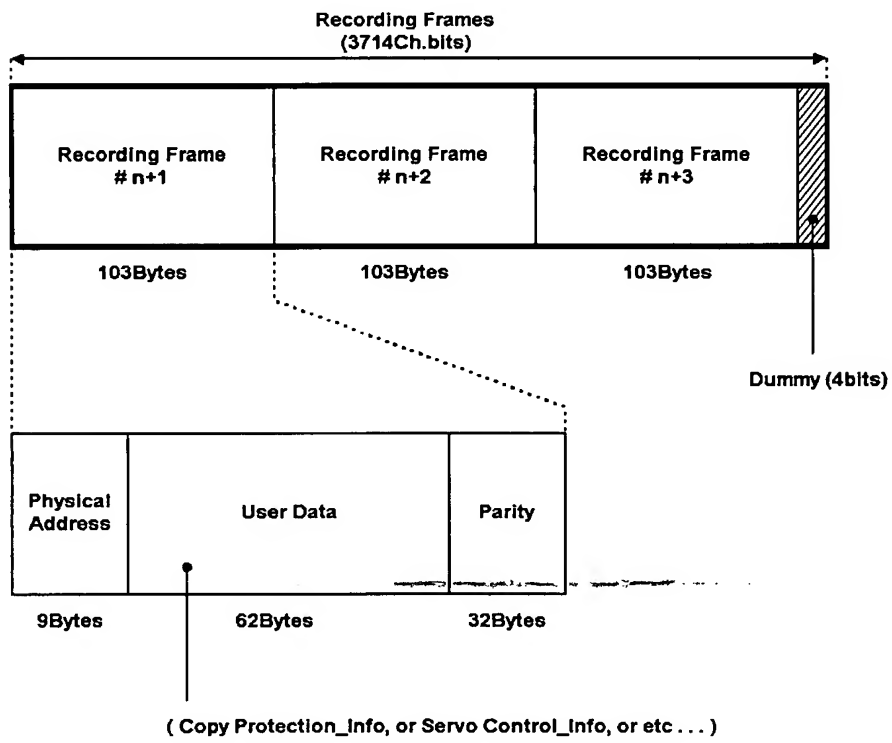 Recording Frames
(3714Ch.bits)
Recording Frame
# n+1
Recording Frame
# n+2
Recording Frame
# n+3
103Bytes
103Bytes
103Bytes
Dummy (4bits)
Physical
Address
User Data
Parity
9Bytes
62Bytes
32Bytes
( Copy Protection_Info, or Servo Control_Info, or etc . . . )